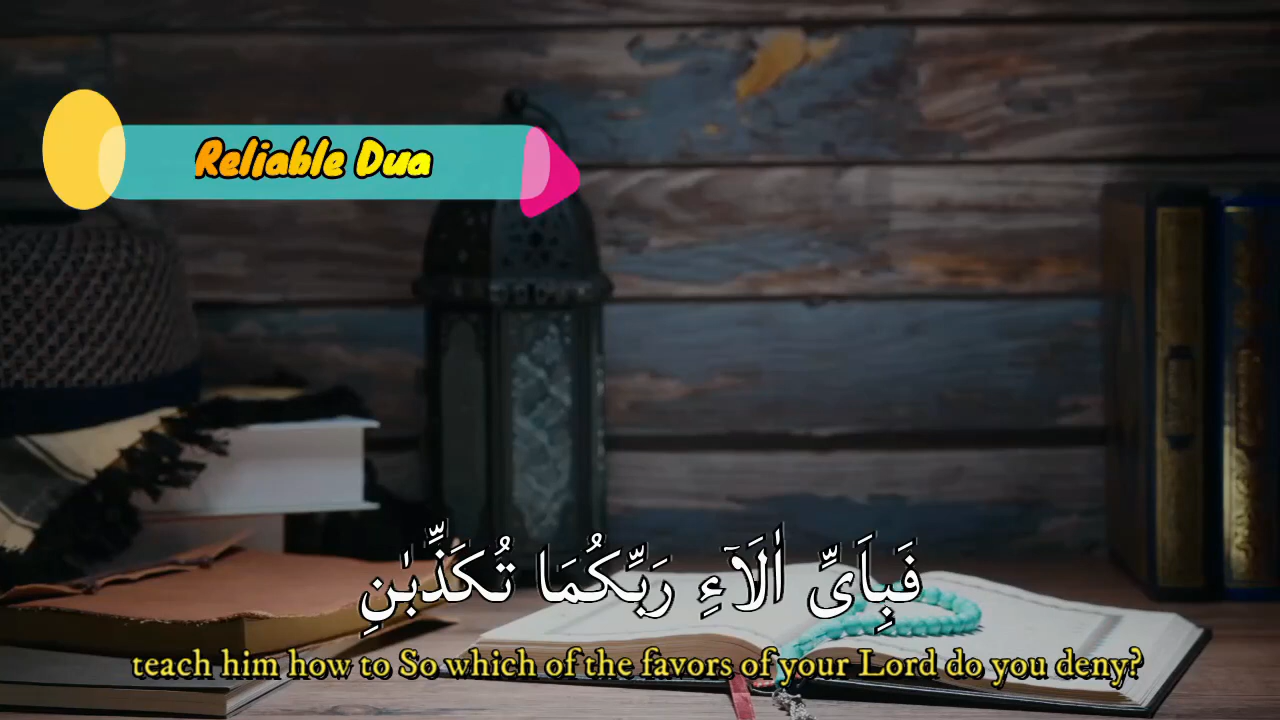 Reliable Dua
فَبِاَىِّ اٰلَآءِ رَبِّكُمَا تُكَذِّبٰنِ
teach him how to So which of the favors of your Lord do you deny?